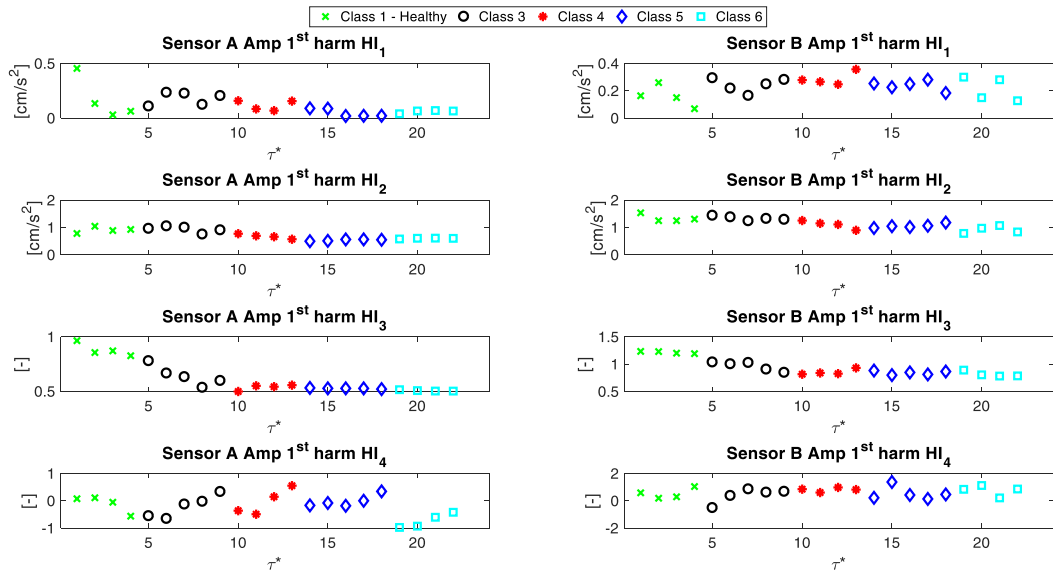 Class 1 - Healthy Class 3 Class 4 Class 5 Class 6
Sensor A Amp 1st harm HI1
[cm/s2]
0.5
0
5 10 15 20
τ*
Sensor B Amp 1st harm HI1
[cm/s2]
0.4
0.2
0
5 10 15 20
τ*
Sensor A Amp 1st harm HI2
[cm/s2]
2
1
0
5 10 15 20
τ*
Sensor B Amp 1st harm HI2
[cm/s2]
2
1
0
5 10 15 20
τ*
Sensor A Amp 1st harm HI3
[-]
1
0.5
5 10 15 20
τ*
Sensor B Amp 1st harm HI3
[-]
1.5
1
0.5
5 10 15 20
τ*
Sensor A Amp 1st harm HI4
[-]
1
0
-1
5 10 15 20
τ*
Sensor B Amp 1st harm HI4
[-]
2
0
-2
5 10 15 20
τ*